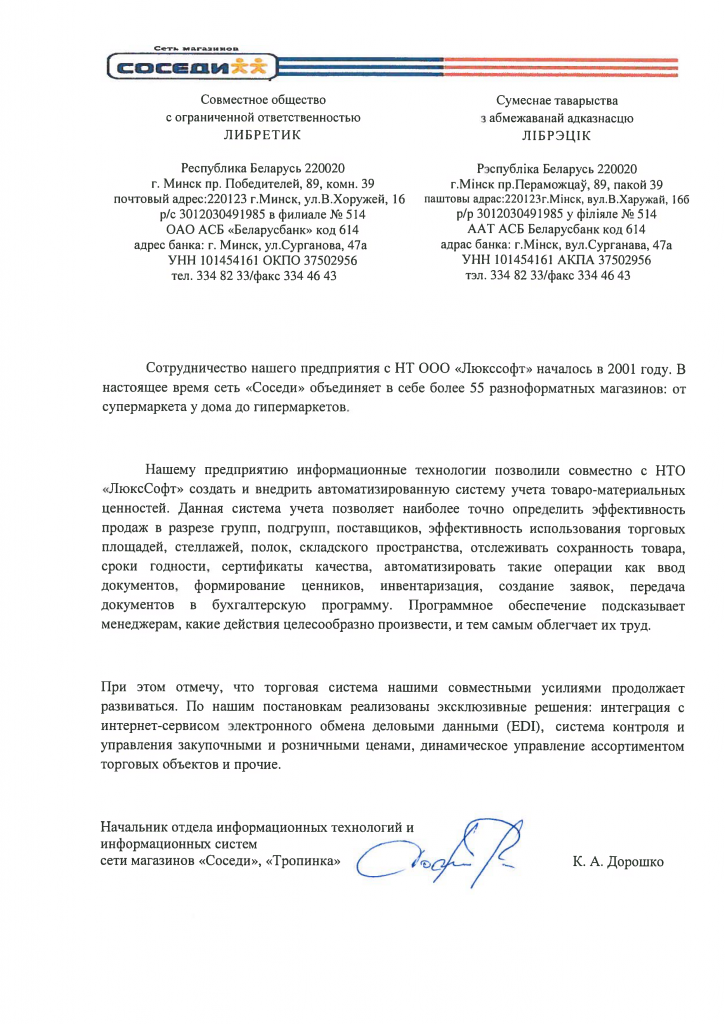 Сеть магазинов
СОСЕДИ
Совместное общество
с ограниченной ответственностью
ЛИБРЕТИК
Республика Беларусь 220020
г. Минск пр. Победителей, 89, комн. 39
почтовый адрес:220123 г.Минск, ул.В.Хоружей, 16
р/с 3012030491985 в филиале № 514
ОАО АСБ «Беларусбанк» код 614
адрес банка: г. Минск, ул.Сурганова, 47а
УНН 101454161 ОКПО 37502956
тел. 334 82 33/факс 334 46 43
Сумеснае таварыства
з абмежаванай адказнасцю
ЛІБРЭЦІК
Рэспубліка Беларусь 220020
г.Мінск пр.Пераможцаў, 89, пакой 39
паштовы адрас:220123г.Мінск, вул.В.Харужай, 16б
р/р 3012030491985 у філіяле № 514
ААТ АСБ Беларусбанк код 614
адрас банка: г.Мінск, вул.Сурганава, 47а
УНН 101454161 АКПА 37502956
тэл. 334 82 33/факс 334 46 43
Сотрудничество нашего предприятия с НТ ООО «Люкссофт» началось в 2001 году. В
настоящее время сеть «Соседи» объединяет в себе более 55 разноформатных магазинов: от
супермаркета у дома до гипермаркетов.
Нашему предприятию информационные технологии позволили совместно с НТО
«ЛюксСофт» создать и внедрить автоматизированную систему учета товаро-материальных
ценностей. Данная система учета позволяет наиболее точно определить эффективность
продаж в разрезе групп, подгрупп, поставщиков, эффективность использования торговых
площадей, стеллажей, полок, складского пространства, отслеживать сохранность товара,
сроки годности, сертификаты качества, автоматизировать такие операции как ввод
документов, формирование ценников, инвентаризация, создание заявок, передача
документов в бухгалтерскую программу. Программное обеспечение подсказывает
менеджерам, какие действия целесообразно произвести, и тем самым облегчает их труд.
При этом отмечу, что торговая система нашими совместными усилиями продолжает
развиваться. По нашим постановкам реализованы эксклюзивные решения: интеграция с
интернет-сервисом электронного обмена деловыми данными (EDI), система контроля и
управления закупочными и розничными ценами, динамическое управление ассортиментом
торговых объектов и прочие.
Начальник отдела информационных технологий и
информационных систем
сети магазинов «Соседи», «Тропинка»
К. А. Дорошко